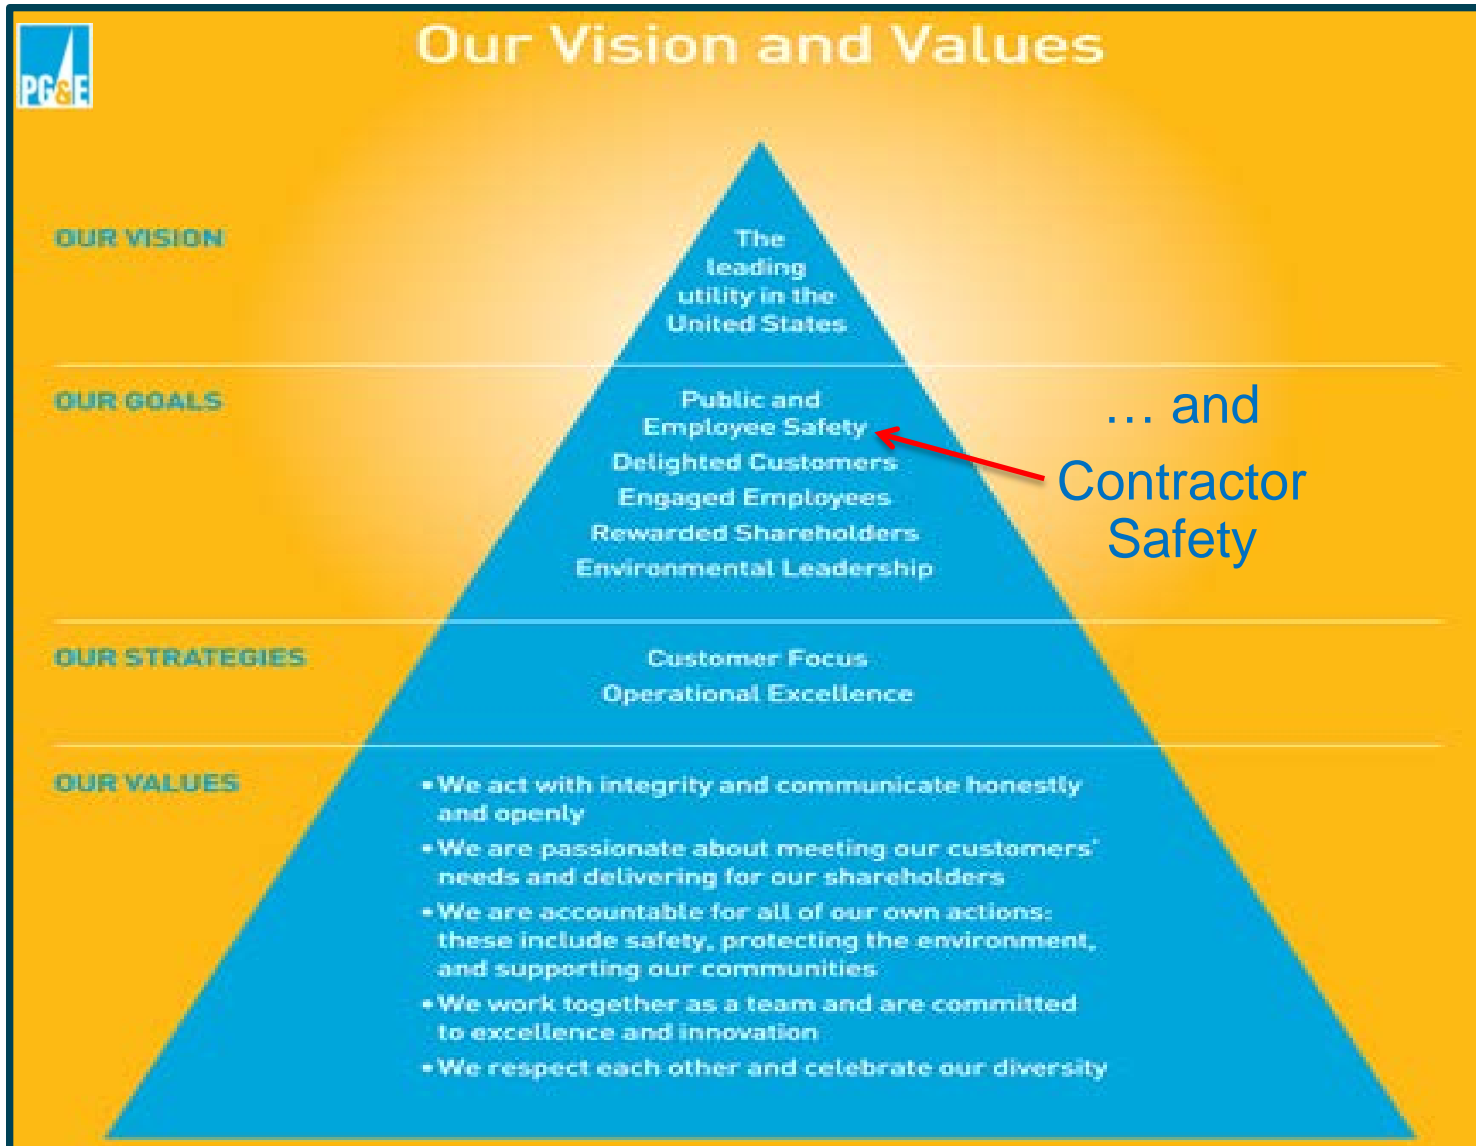 PG&E
Our Vision and Values
OUR VISION
The
leading
utility in the
United States
OUR GOALS
Public and
Employee Safety
Delighted Customers
Engaged Employees
Rewarded Shareholders
Environmental Leadership
… and
Contractor
Safety
OUR STRATEGIES
Customer Focus
Operational Excellence
OUR VALUES
• We act with integrity and communicate honestly
and openly
• We are passionate about meeting our customers'
needs and delivering for our shareholders
• We are accountable for all of our own actions:
these include safety, protecting the environment,
and supporting our communities
• We work together as a team and are committed
to excellence and innovation
• We respect each other and celebrate our diversity